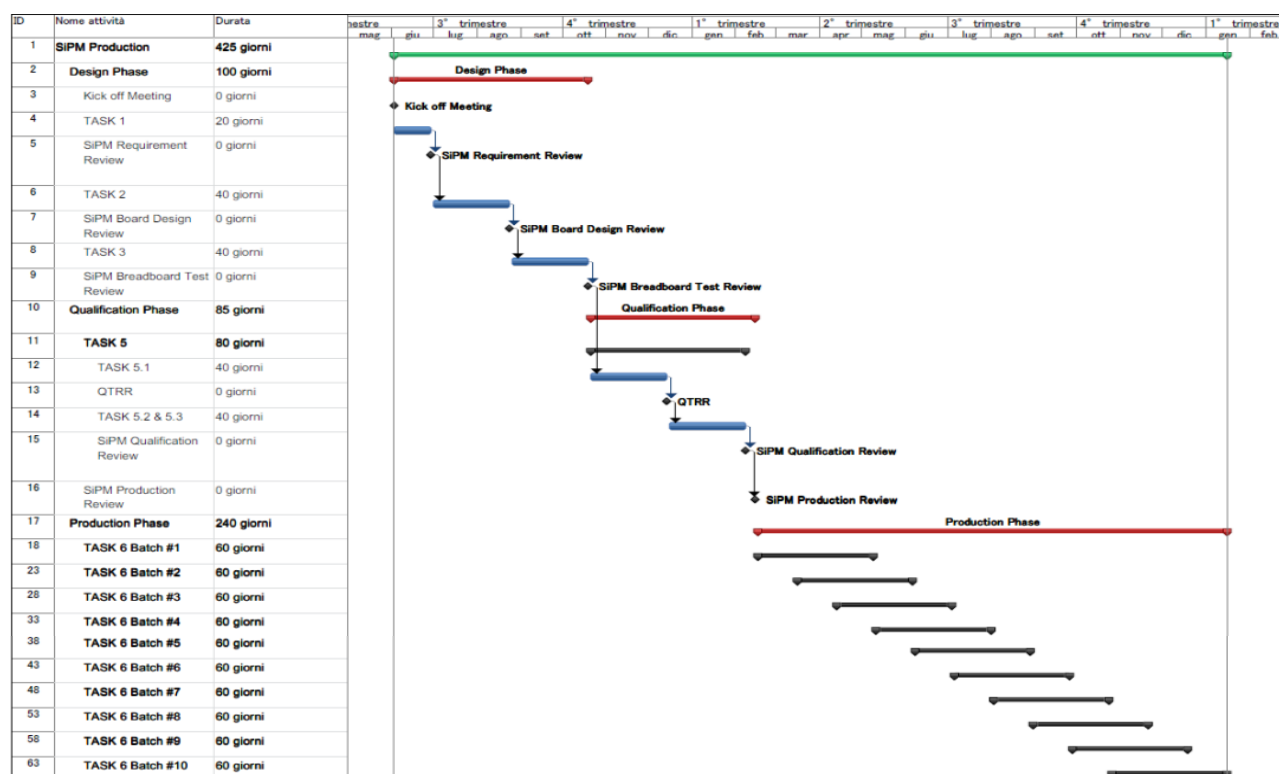 ID Nome attività Durata
mestre 3° trimestre 4° trimestre 1° trimestre 2° trimestre 3° trimestre 4° trimestre 1° trimestre
mag giu lug ago set ott nov dic gen feb mar apr mag giu lug ago set ott nov dic gen feb
1 SiPM Production 425 giorni
2 Design Phase 100 giorni Design Phase
3 Kick off Meeting 0 giorni Kick off Meeting
4 TASK 1 20 giorni
5 SiPM Requirement 0 giorni SiPM Requirement Review
Review
6 TASK 2 40 giorni
7 SiPM Board Design 0 giorni SiPM Board Design Review
Review
8 TASK 3 40 giorni
9 SiPM Breadboard Test 0 giorni SiPM Breadboard Test Review
Review
10 Qualification Phase 85 giorni Qualification Phase
11 TASK 5 80 giorni
12 TASK 5.1 40 giorni
13 QTRR 0 giorni QTRR
14 TASK 5.2 & 5.3 40 giorni
15 SiPM Qualification 0 giorni SiPM Qualification Review
Review
16 SiPM Production 0 giorni SiPM Production Review
Review
17 Production Phase 240 giorni Production Phase
18 TASK 6 Batch #1 60 giorni
23 TASK 6 Batch #2 60 giorni
28 TASK 6 Batch #3 60 giorni
33 TASK 6 Batch #4 60 giorni
38 TASK 6 Batch #5 60 giorni
43 TASK 6 Batch #6 60 giorni
48 TASK 6 Batch #7 60 giorni
53 TASK 6 Batch #8 60 giorni
58 TASK 6 Batch #9 60 giorni
63 TASK 6 Batch #10 60 giorni